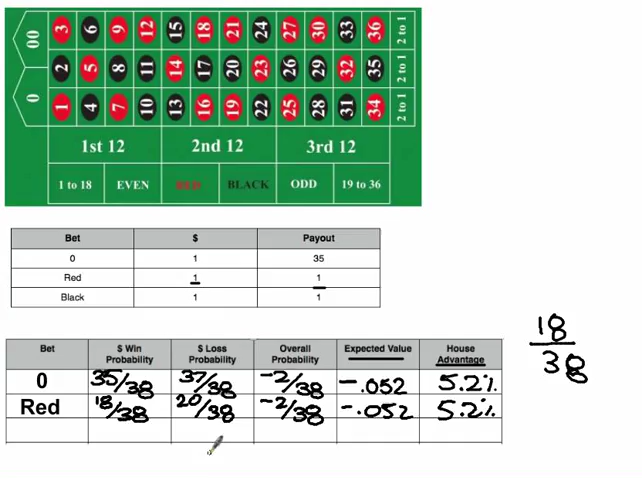 00 3 6 9 12 15 18 21 24 27 30 33 36 2 to 1
2 5 8 11 14 17 20 23 26 29 32 35 2 to 1
0 1 4 7 10 13 16 19 22 25 28 31 34 2 to 1
1st 12 2nd 12 3rd 12
1 to 18 EVEN RED BLACK ODD 19 to 36
Bet $ Payout
0 1 35
Red 1 1
Black 1 1
18
38
Bet $ Win Probability $ Loss Probability Overall Probability Expected Value House Advantage
0 35/38 37/38 -2/38 -.052 5.2%
Red 18/38 20/38 -2/38 -.052 5.2%